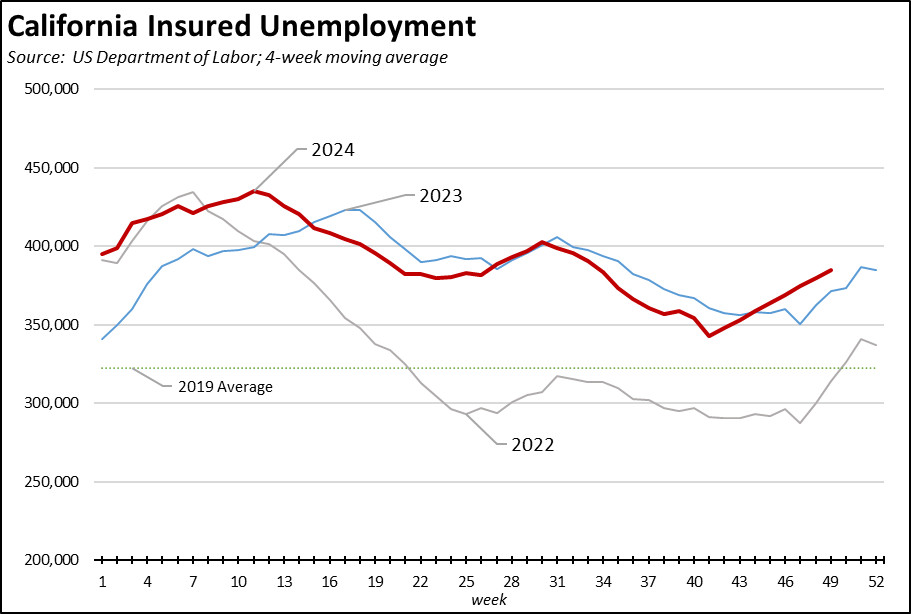 California Insured Unemployment
Source:  US Department of Labor; 4-week moving average
500,000
450,000
400,000
350,000
300,000
250,000
200,000
2024
2023
2019 Average
2022
1 4 7 10 13 16 19 22 25 28 31 34 37 40 43 46 49 52
week